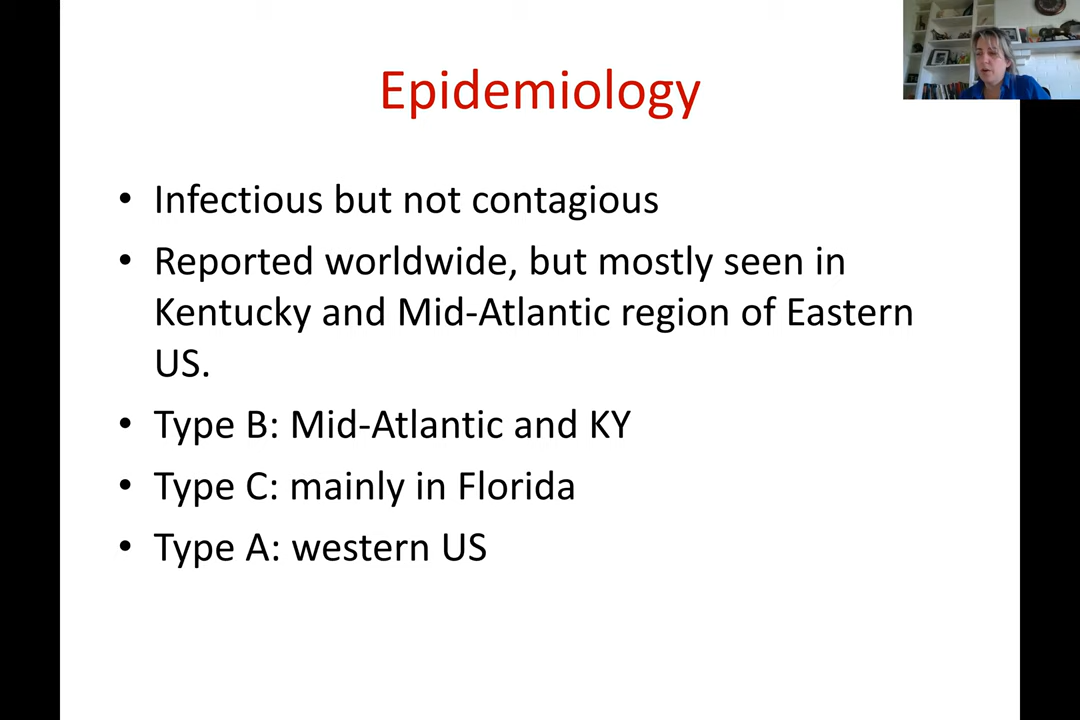 Epidemiology
• Infectious but not contagious
• Reported worldwide, but mostly seen in
Kentucky and Mid-Atlantic region of Eastern
US.
• Type B: Mid-Atlantic and KY
• Type C: mainly in Florida
• Type A: western US